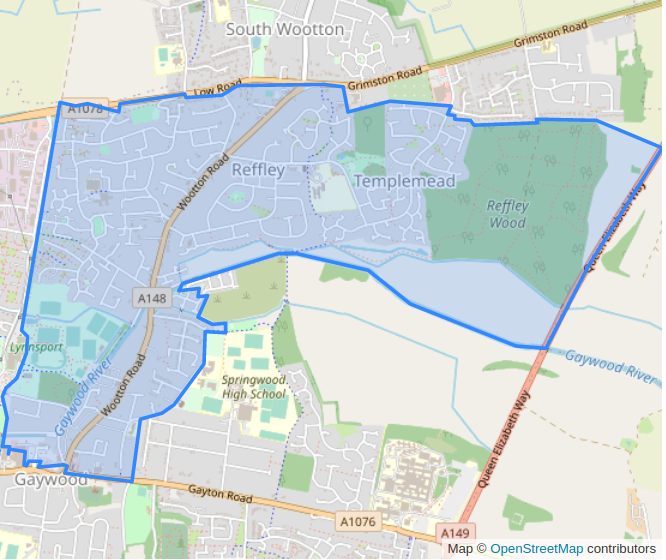 South Wootton
Grimston Road
Low Road
Grimston Road
A1078
Wootton Road
Reffley
Templemead
Reffley
Wood
Queen Elizabeth Way
A148
Lynnsport
Gaywood River
Gaywood River
Wootton Road
Springwood
High School
Queen Elizabeth Way
Gaywood
Gayton Road
A1076
A149
Map © OpenStreetMap contributors